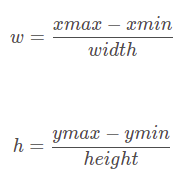 w = (xmax − xmin) / width
h = (ymax − ymin) / height